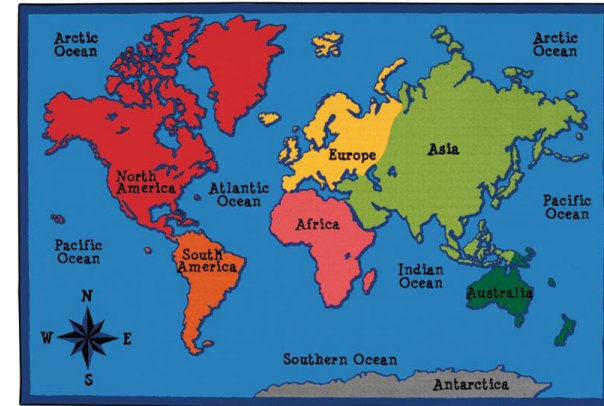 Arctic
Ocean
Arctic
Ocean
North
America
Atlantic
Ocean
Europe
Asia
Pacific
Ocean
Africa
Pacific
Ocean
South
America
Indian
Ocean
Australia
N
W
E
S
Southern Ocean
Antarctica